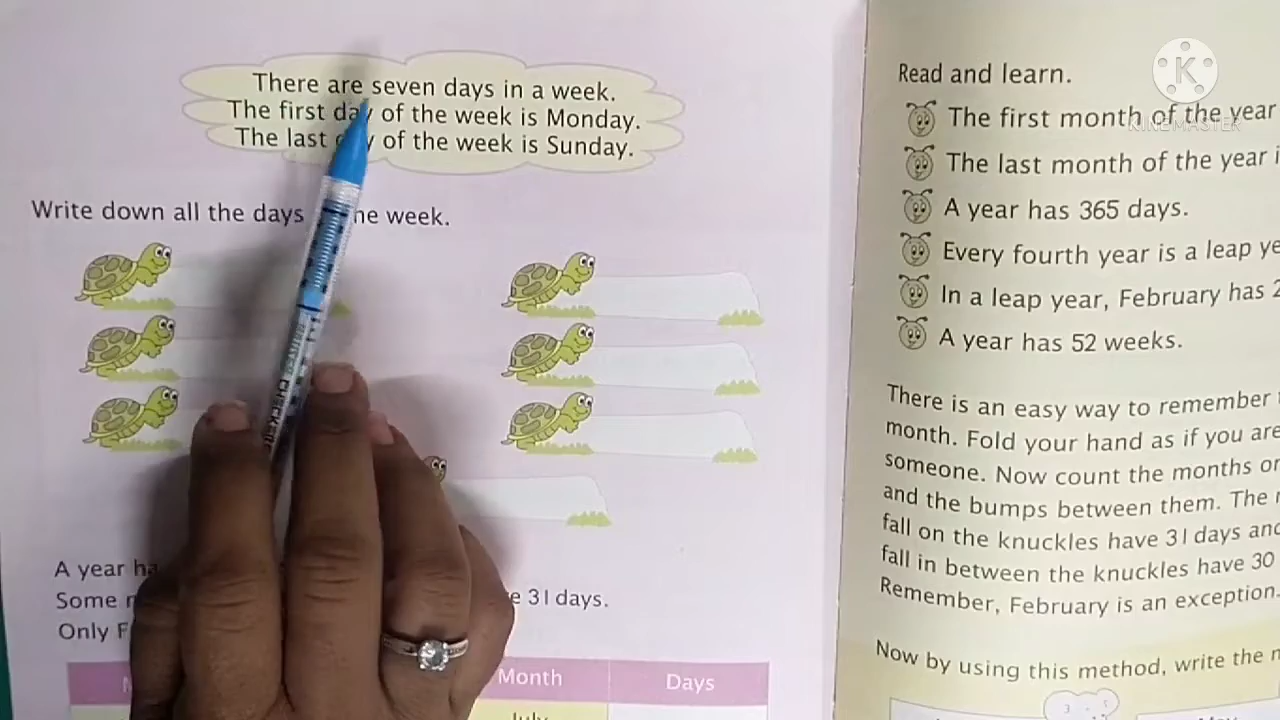 There are seven days in a week.
The first day of the week is Monday.
The last day of the week is Sunday.
Write down all the days the week.
A year ha
Some re 31 days.
Only F
Month Days
July
Read and learn.
The first month of the year
The last month of the year i
A year has 365 days.
Every fourth year is a leap ye
In a leap year, February has 2
A year has 52 weeks.
There is an easy way to remember
month. Fold your hand as if you are
someone. Now count the months on
and the bumps between them. The
fall on the knuckles have 31 days and
fall in between the knuckles have 30
Remember, February is an exception.
Now by using this method, write the
K
KINEMASTER